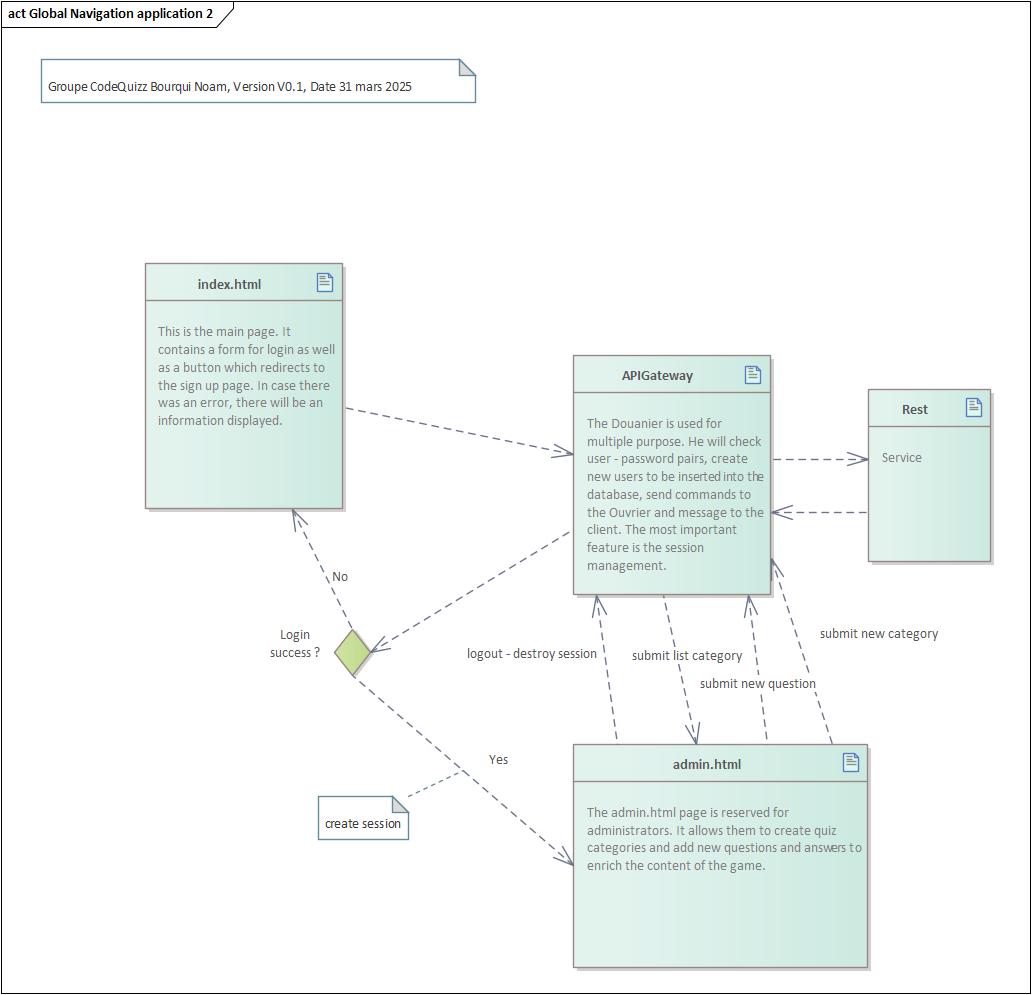 act Global Navigation application 2
Groupe CodeQuizz Bourqui Noam, Version V0.1, Date 31 mars 2025
index.html
This is the main page. It
contains a form for login as well
as a button which redirects to
the sign up page. In case there
was an error, there will be an
information displayed.
APIGateway
The Douanier is used for
multiple purpose. He will check
user - password pairs, create
new users to be inserted into the
database, send commands to
the Ouvrier and message to the
client. The most important
feature is the session
management.
Rest
Service
No
Login
success ?
logout - destroy session
submit list category
submit new question
submit new category
Yes
create session
admin.html
The admin.html page is reserved for
administrators. It allows them to create quiz
categories and add new questions and answers to
enrich the content of the game.